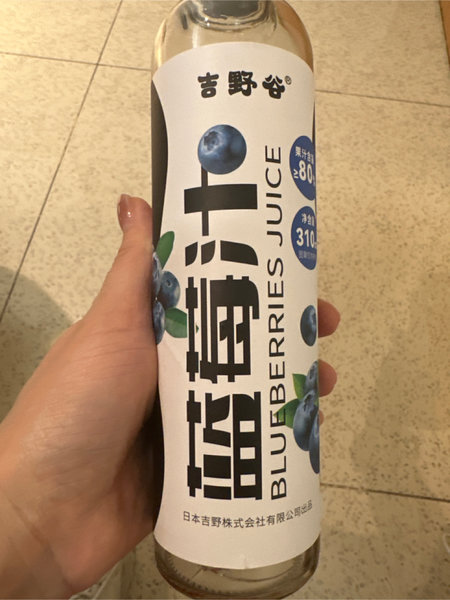 吉野谷®
蓝莓汁
BLUEBERRIES JUICE
果汁含量
≥80
净含量
310
日本吉野株式会社有限公司出品